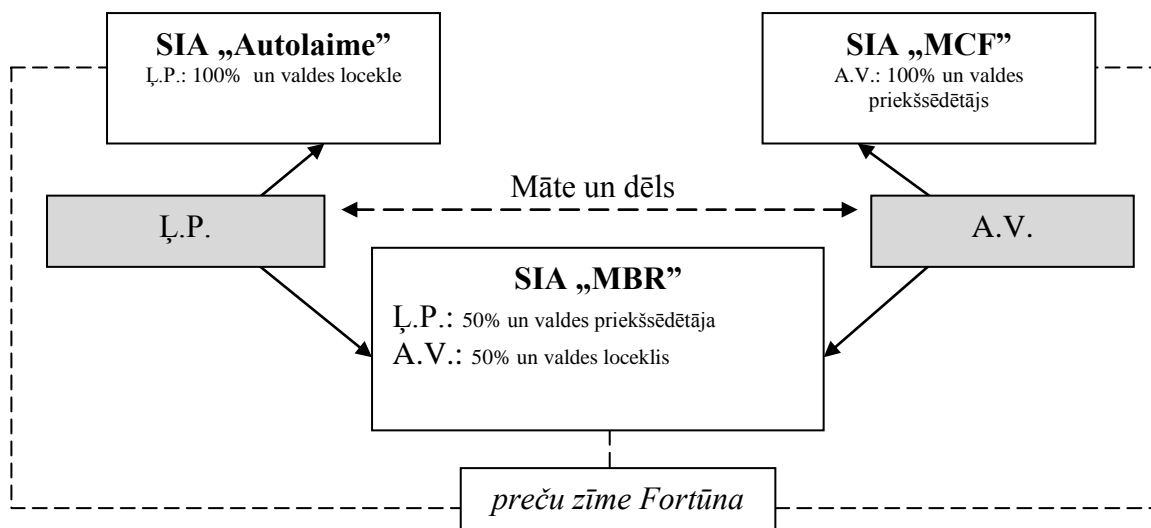 SIA „Autolaime”
Ļ.P.: 100% un valdes locekle
SIA „MCF”
A.V.: 100% un valdes
priekšsēdētājs
Māte un dēls
Ļ.P.
A.V.
SIA „MBR”
Ļ.P.: 50% un valdes priekšsēdētāja
A.V.: 50% un valdes loceklis
preču zīme Fortūna